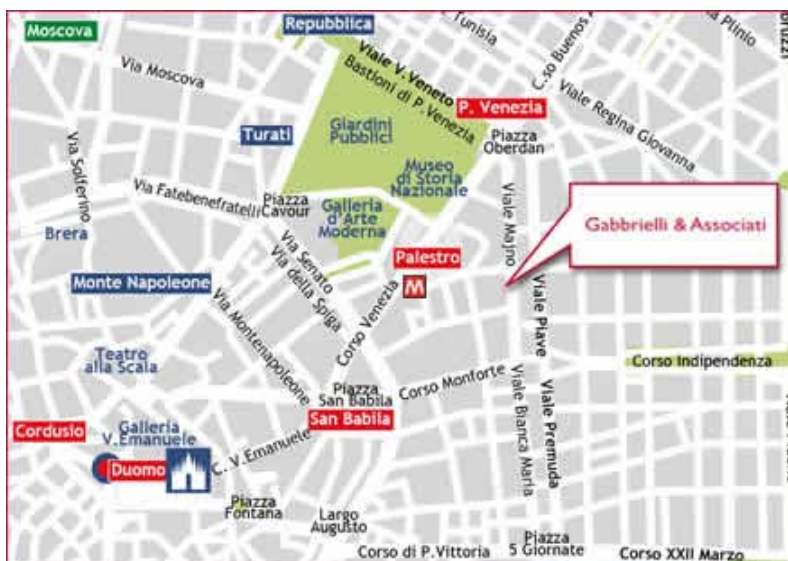 Moscova
Repubblica
Tunisia
Plinio
Via Moscova
Viale V. Veneto
Bastioni di P.Venezia
C.so Buenos A
P. Venezia
Viale Regina Giovanna
Turati
Giardini
Pubblici
Piazza
Oberdan
Via Solferino
Museo
di Storia
Nazionale
Via Fatebenefratelli
Piazza
Cavour
Galleria
d'Arte
Moderna
Viale Majno
Gabbrielli & Associati
Brera
Via Senato
Via della Spiga
Palestro
M
Monte Napoleone
Via Montenapoleone
Corso Venezia
Viale Piave
Teatro
alla Scala
Corso Indipendenza
Piazza
San Babila
Corso Monforte
San Babila
Viale Bianca Maria
Viale Premuda
Cordusio
Galleria
V.Emanuele
Duomo
C. V.Emanuele
Piazza
Fontana
Largo
Augusto
Corso di P.Vittoria
Piazza
5 Giornate
Corso XXII Marzo